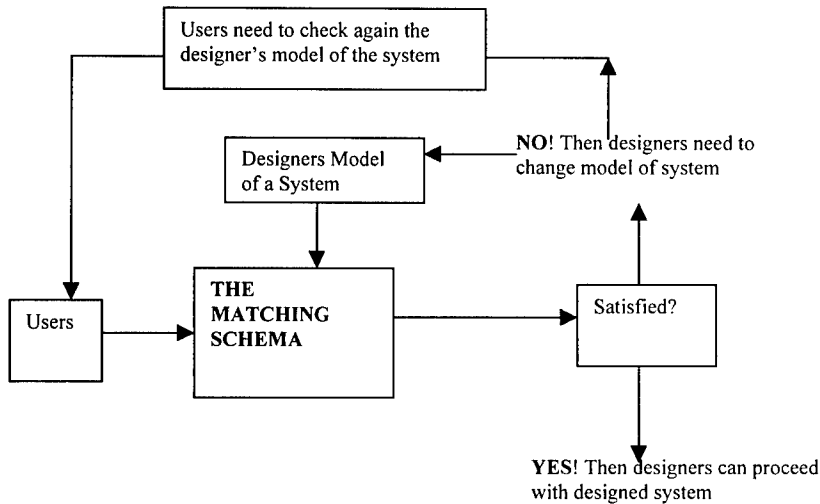 Users need to check again the
designer's model of the system
NO! Then designers need to
change model of system
Designers Model
of a System
THE
MATCHING
SCHEMA
Users
Satisfied?
YES! Then designers can proceed
with designed system